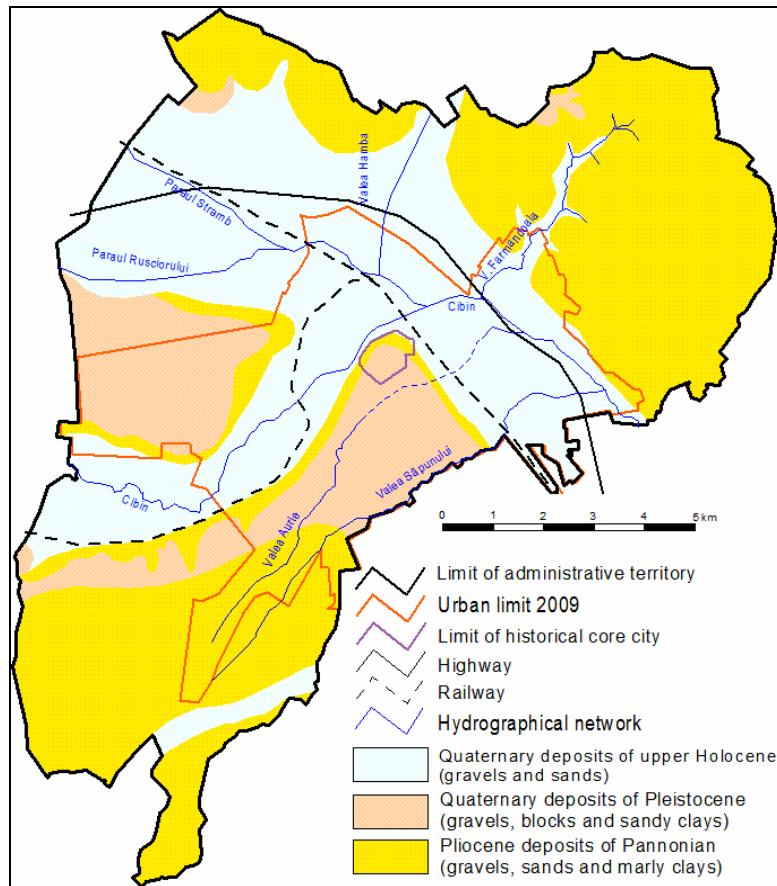 Valea Hamba
Paraul Stramb
V. Farmandoala
Paraul Rusciorului
Cibin
Cibin
Valea Săpunului
Valea Aurie
0 1 2 3 4 5 km
Limit of administrative territory
Urban limit 2009
Limit of historical core city
Highway
Railway
Hydrographical network
Quaternary deposits of upper Holocene
(gravels and sands)
Quaternary deposits of Pleistocene
(gravels, blocks and sandy clays)
Pliocene deposits of Pannonian
(gravels, sands and marly clays)